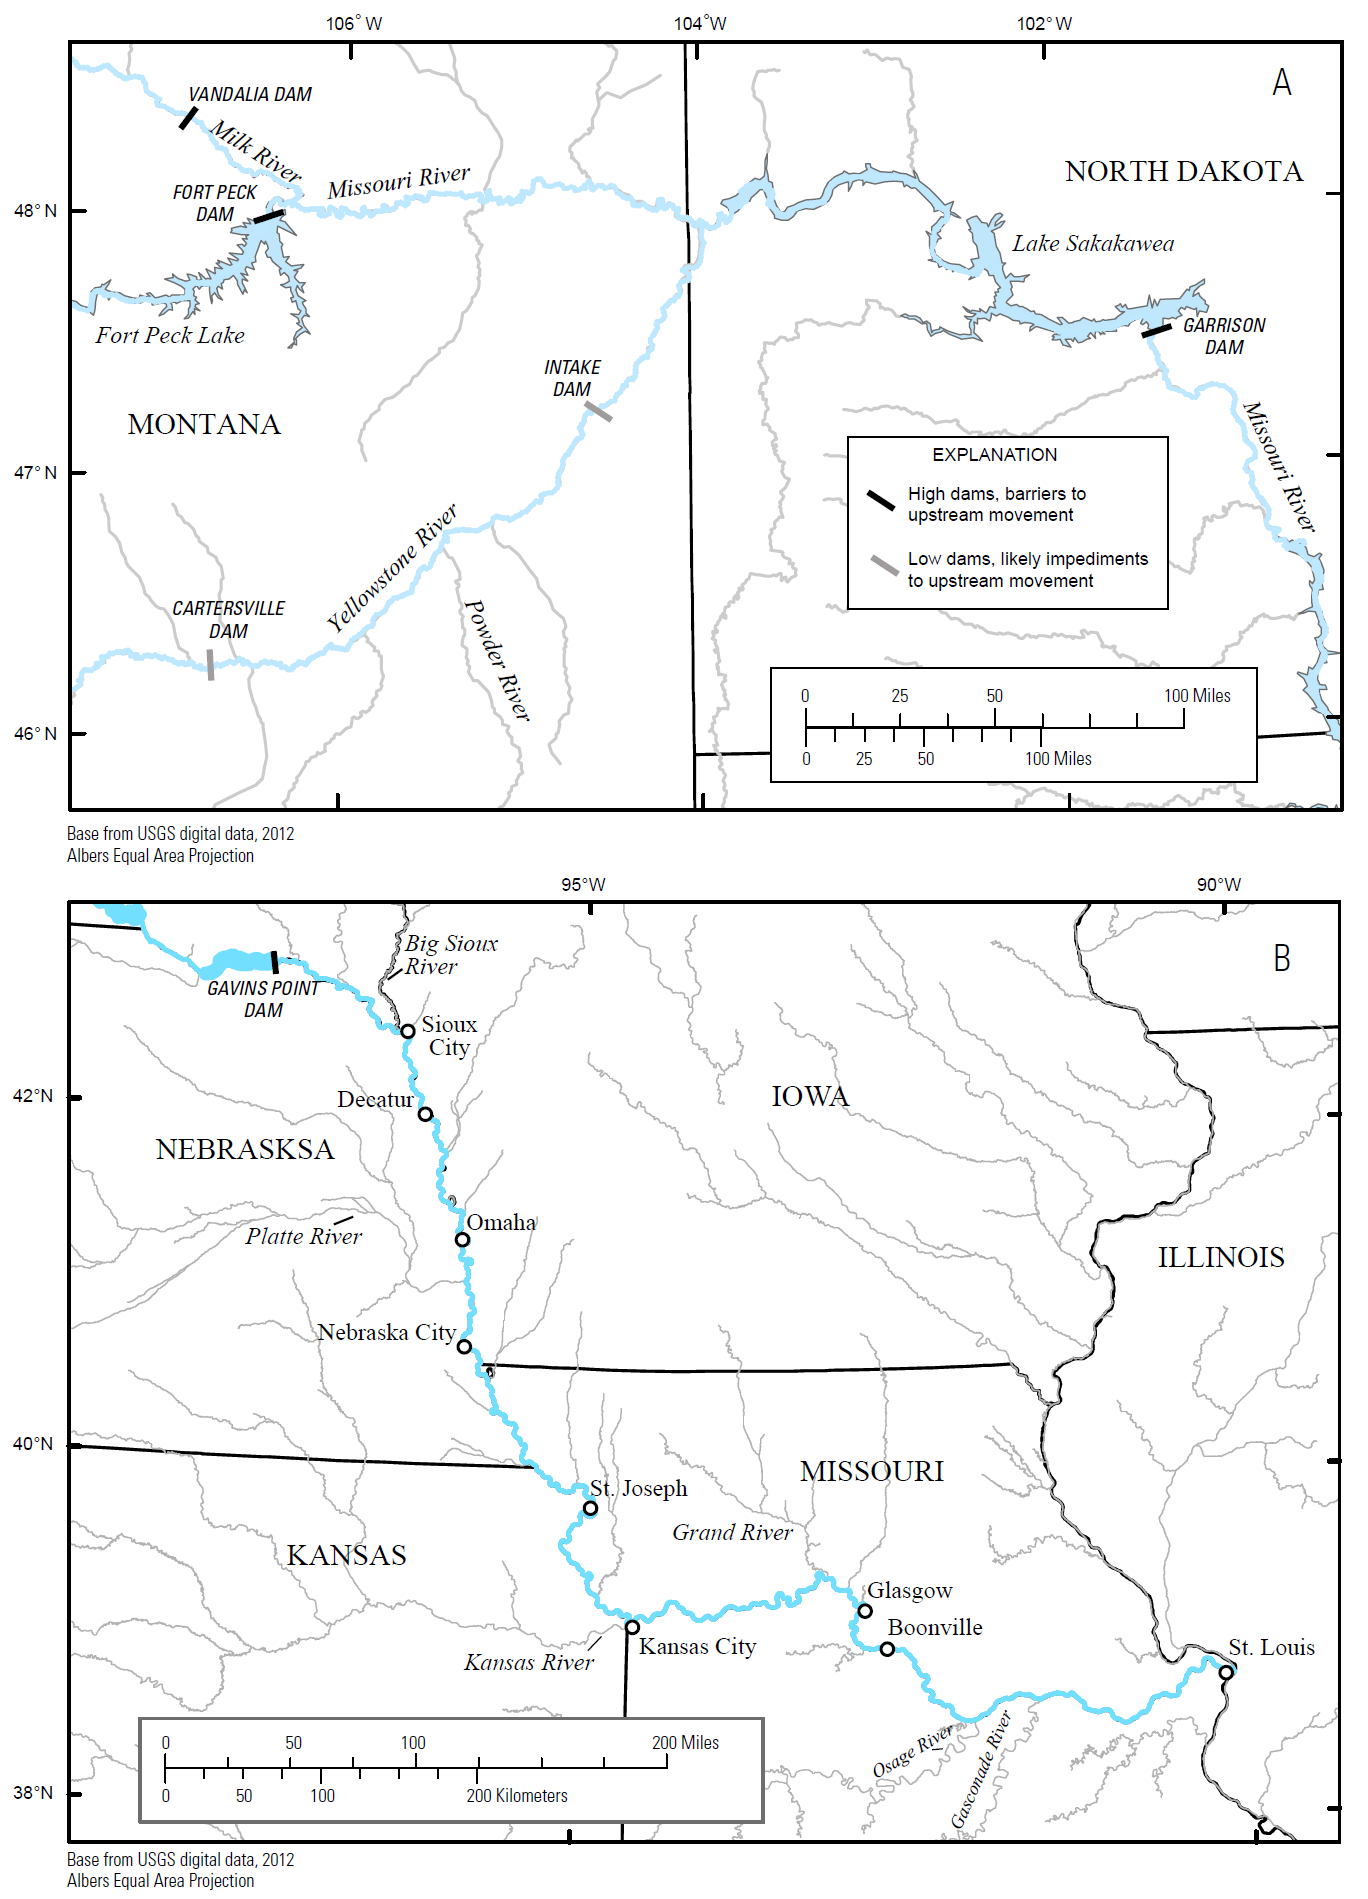 106°W
104°W
102°W
A
VANDALIA DAM
Milk River
Missouri River
NORTH DAKOTA
FORT PECK
DAM
48°N
Lake Sakakawea
Fort Peck Lake
GARRISON
DAM
INTAKE
DAM
MONTANA
Missouri River
EXPLANATION
High dams, barriers to
upstream movement
Low dams, likely impediments
to upstream movement
47°N
Yellowstone River
CARTERSVILLE
DAM
Powder River
0 25 50 100 Miles
0 25 50 100 Miles
46°N
Base from USGS digital data, 2012
Albers Equal Area Projection
95°W
90°W
B
Big Sioux
River
GAVINS POINT
DAM
Sioux
City
42°N
Decatur
IOWA
NEBRASKSA
Omaha
Platte River
ILLINOIS
Nebraska City
40°N
MISSOURI
St. Joseph
Grand River
KANSAS
Glasgow
Boonville
Kansas City
Kansas River
St. Louis
Osage River
Gasconade River
0 50 100 200 Miles
0 50 100 200 Kilometers
38°N
Base from USGS digital data, 2012
Albers Equal Area Projection